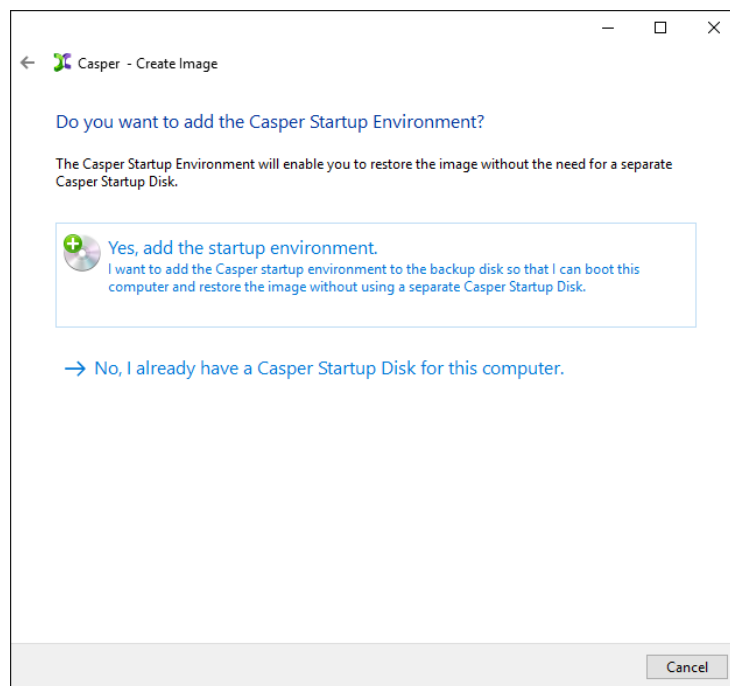 Casper - Create Image
Do you want to add the Casper Startup Environment?
The Casper Startup Environment will enable you to restore the image without the need for a separate
Casper Startup Disk.
Yes, add the startup environment.
I want to add the Casper startup environment to the backup disk so that I can boot this
computer and restore the image without using a separate Casper Startup Disk.
No, I already have a Casper Startup Disk for this computer.
Cancel